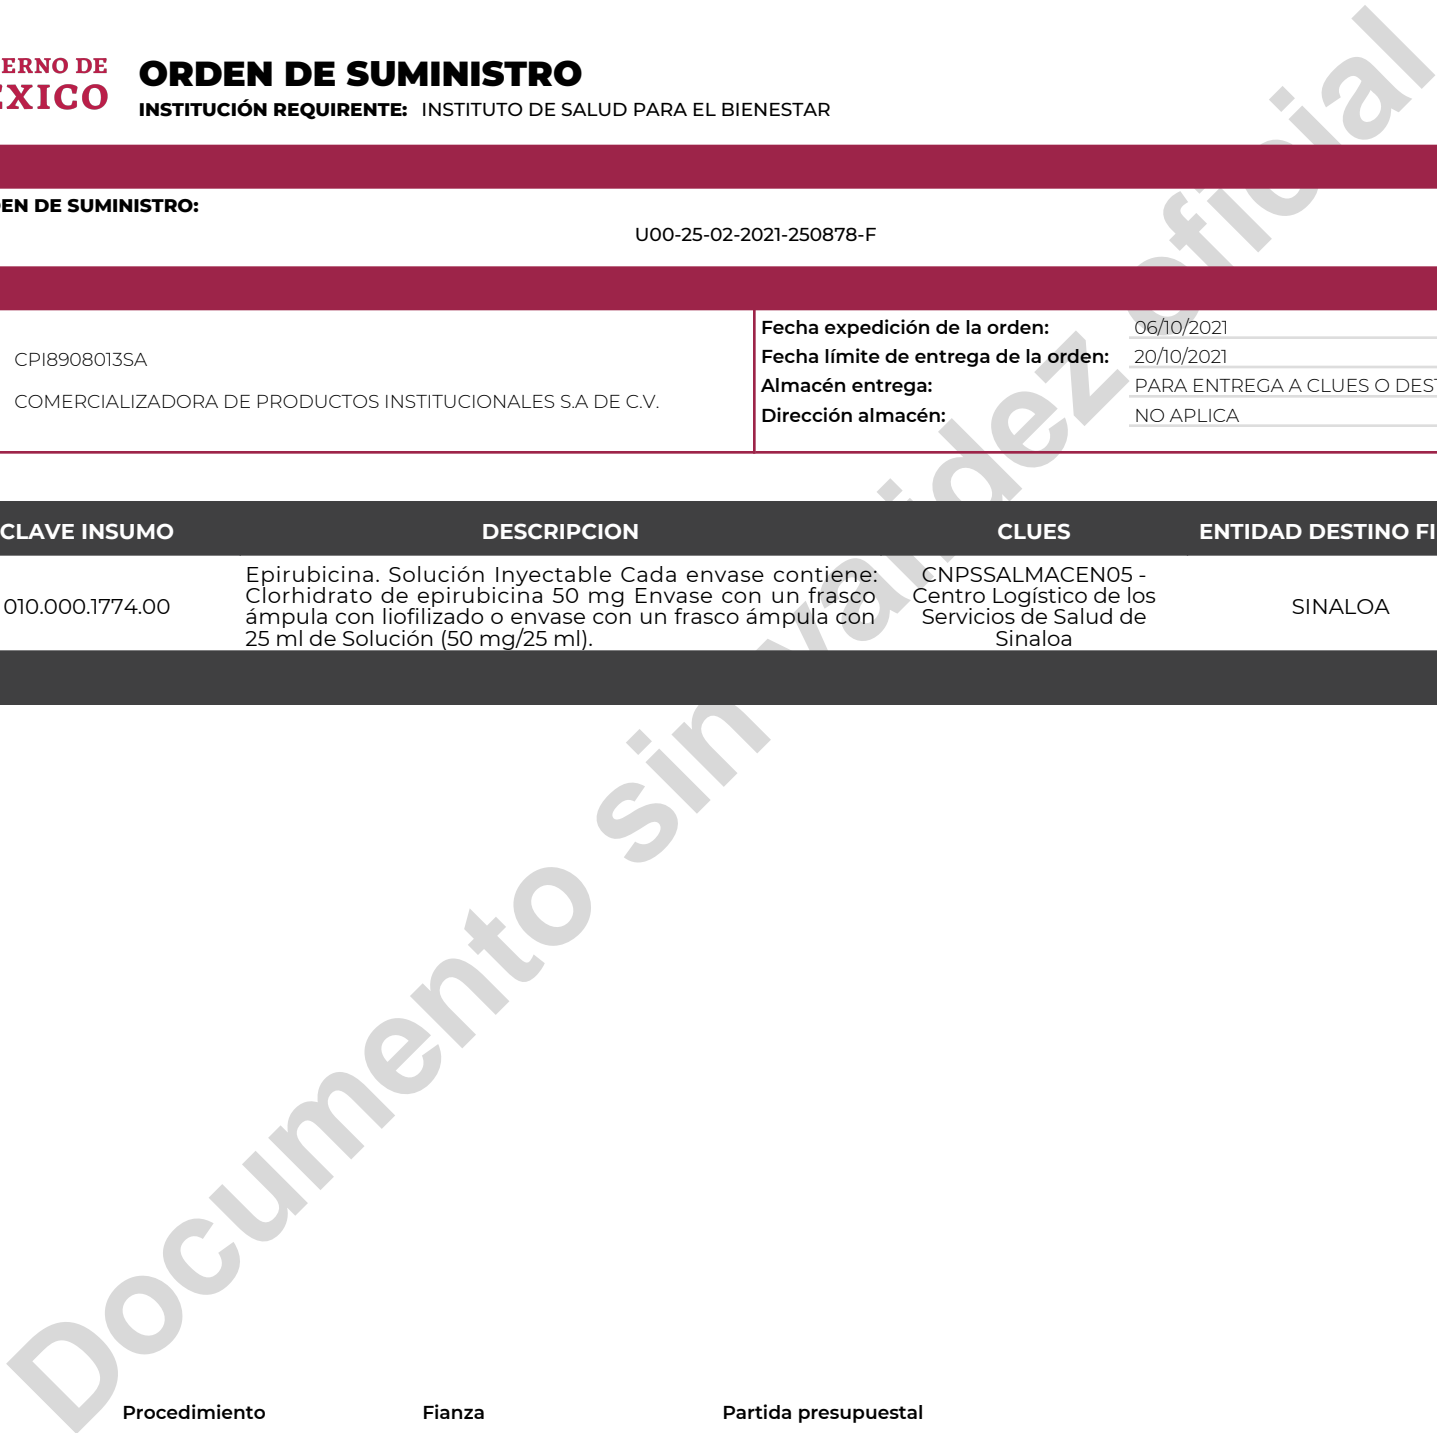 ERNO DE
ÉXICO
ORDEN DE SUMINISTRO
INSTITUCIÓN REQUIRENTE: INSTITUTO DE SALUD PARA EL BIENESTAR
EN DE SUMINISTRO:
U00-25-02-2021-250878-F
CPI8908013SA
COMERCIALIZADORA DE PRODUCTOS INSTITUCIONALES S.A DE C.V.
Fecha expedición de la orden: 06/10/2021
Fecha límite de entrega de la orden: 20/10/2021
Almacén entrega: PARA ENTREGA A CLUES O DEST
Dirección almacén: NO APLICA
CLAVE INSUMO DESCRIPCION CLUES ENTIDAD DESTINO FI
010.000.1774.00
Epirubicina. Solución Inyectable Cada envase contiene:
Clorhidrato de epirubicina 50 mg Envase con un frasco
ámpula con liofilizado o envase con un frasco ámpula con
25 ml de Solución (50 mg/25 ml).
CNPSSALMACEN05 -
Centro Logístico de los
Servicios de Salud de
Sinaloa
SINALOA
Documento sin validez oficial
Procedimiento Fianza Partida presupuestal